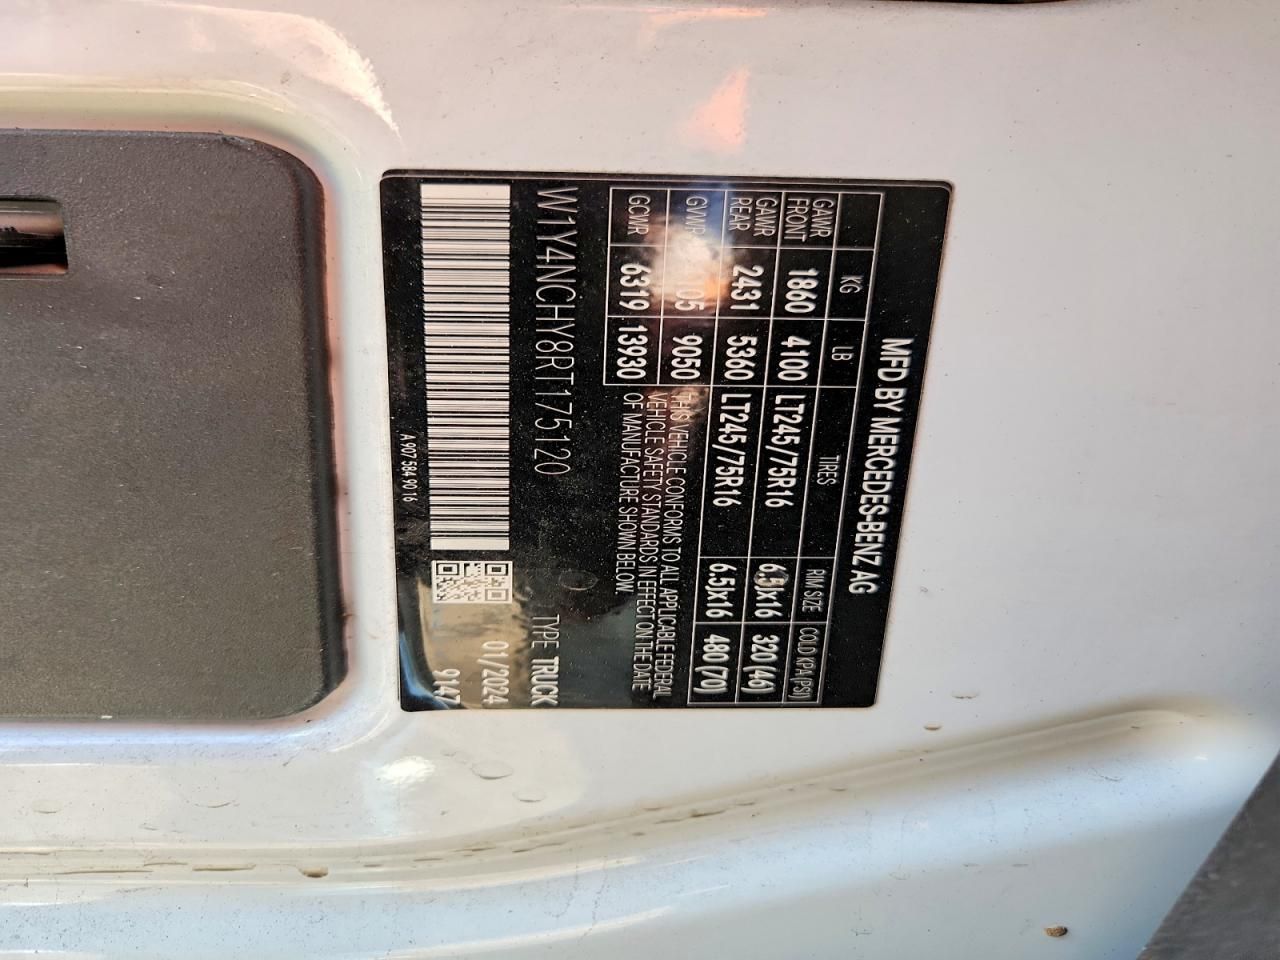 MFD BY MERCEDES-BENZ AG
KG LB TIRES RIM SIZE COLD KPA(PSI)
GAWR FRONT 1860 4100 LT245/75R16 6.5Jx16 320 (46)
GAWR REAR 2431 5360 LT245/75R16 6.5Jx16 480 (70)
GVWR 9050
GCWR 6319 13930
THIS VEHICLE CONFORMS TO ALL APPLICABLE FEDERAL
VEHICLE SAFETY STANDARDS IN EFFECT ON THE DATE
OF MANUFACTURE SHOWN BELOW.
W1Y4NCHY8RT175120 TYPE TRUCK
01/2024
9147
A 907 584 90 16